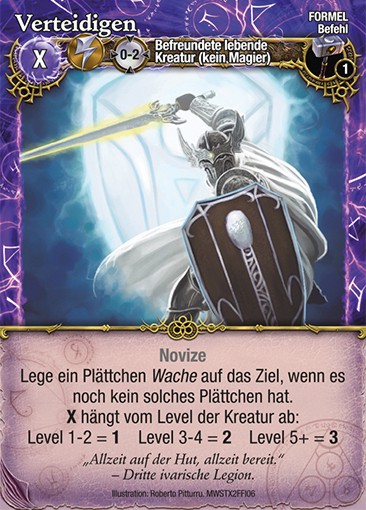 Verteidigen
FORMEL
Befehl
X
0-2
Befreundete lebende
Kreatur (kein Magier)
1
Novize
Lege ein Plättchen Wache auf das Ziel, wenn es
noch kein solches Plättchen hat.
X hängt vom Level der Kreatur ab:
Level 1-2 = 1 Level 3-4 = 2 Level 5+ = 3
„Allzeit auf der Hut, allzeit bereit.“
– Dritte ivarische Legion.
Illustration: Roberto Pitturru. MWSTX2FFI06